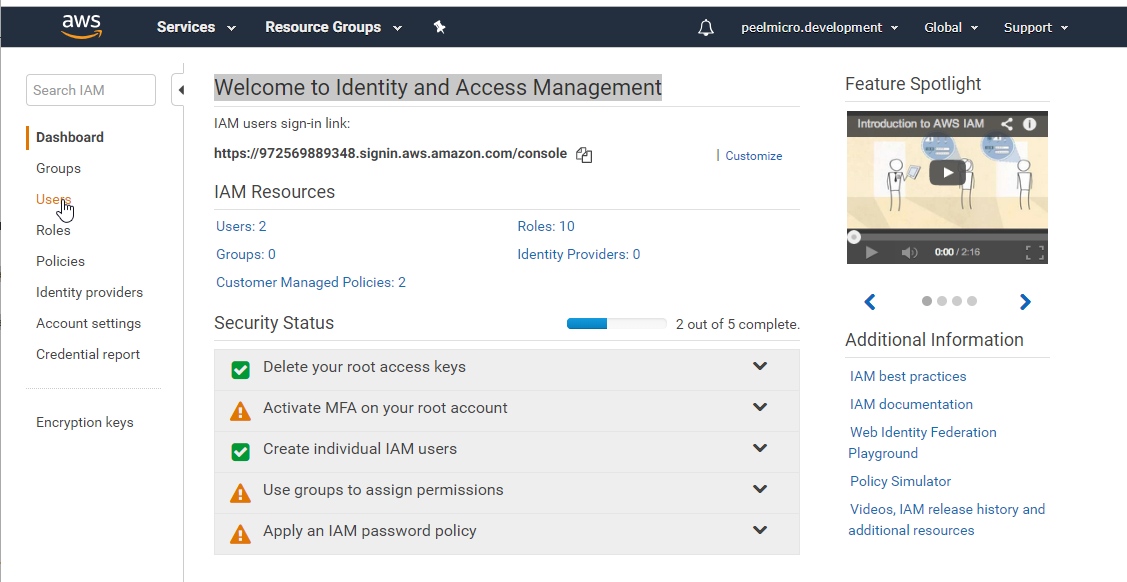 aws
Services
Resource Groups
peelmicro.development
Global
Support
Search IAM
Dashboard
Groups
Users
Roles
Policies
Identity providers
Account settings
Credential report
Encryption keys
Welcome to Identity and Access Management
IAM users sign-in link:
https://972569889348.signin.aws.amazon.com/console
Customize
IAM Resources
Users: 2
Roles: 10
Groups: 0
Identity Providers: 0
Customer Managed Policies: 2
Security Status
2 out of 5 complete.
Delete your root access keys
Activate MFA on your root account
Create individual IAM users
Use groups to assign permissions
Apply an IAM password policy
Feature Spotlight
Introduction to AWS IAM
0:00 / 2:16
Additional Information
IAM best practices
IAM documentation
Web Identity Federation
Playground
Policy Simulator
Videos, IAM release history and
additional resources